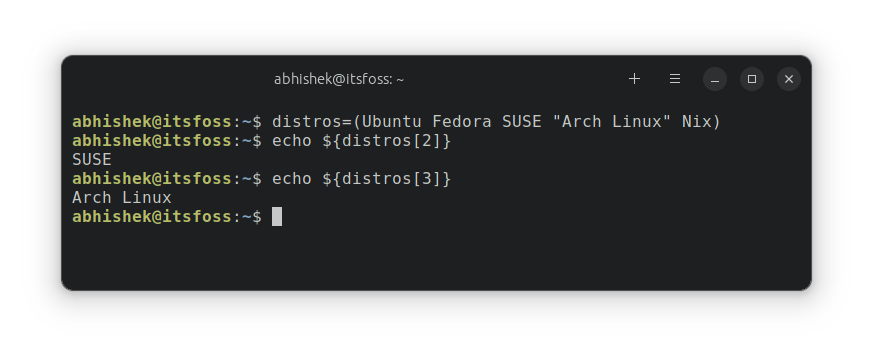 abhishek@itsfoss: ~
abhishek@itsfoss:~$ distros=(Ubuntu Fedora SUSE "Arch Linux" Nix)
abhishek@itsfoss:~$ echo ${distros[2]}
SUSE
abhishek@itsfoss:~$ echo ${distros[3]}
Arch Linux
abhishek@itsfoss:~$